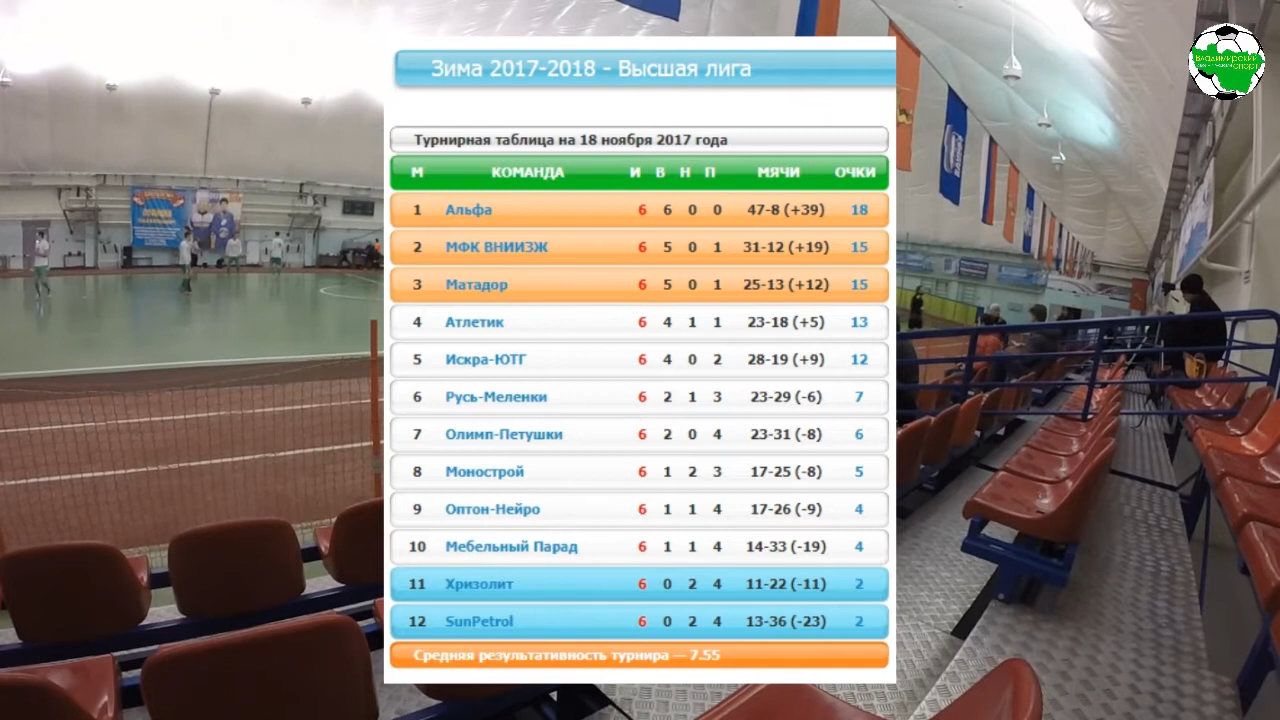 Зима 2017-2018 - Высшая лига
Турнирная таблица на 18 ноября 2017 года
М КОМАНДА И В Н П МЯЧИ ОЧКИ
1 Альфа 6 6 0 0 47-8 (+39) 18
2 МФК ВНИИЗЖ 6 5 0 1 31-12 (+19) 15
3 Матадор 6 5 0 1 25-13 (+12) 15
4 Атлетик 6 4 1 1 23-18 (+5) 13
5 Искра-ЮТГ 6 4 0 2 28-19 (+9) 12
6 Русь-Меленки 6 2 1 3 23-29 (-6) 7
7 Олимп-Петушки 6 2 0 4 23-31 (-8) 6
8 Монострой 6 1 2 3 17-25 (-8) 5
9 Оптон-Нейро 6 1 1 4 17-26 (-9) 4
10 Мебельный Парад 6 1 1 4 14-33 (-19) 4
11 Хризолит 6 0 2 4 11-22 (-11) 2
12 SunPetrol 6 0 2 4 13-36 (-23) 2
Средняя результативность турнира — 7.55
Владимирский
спорт